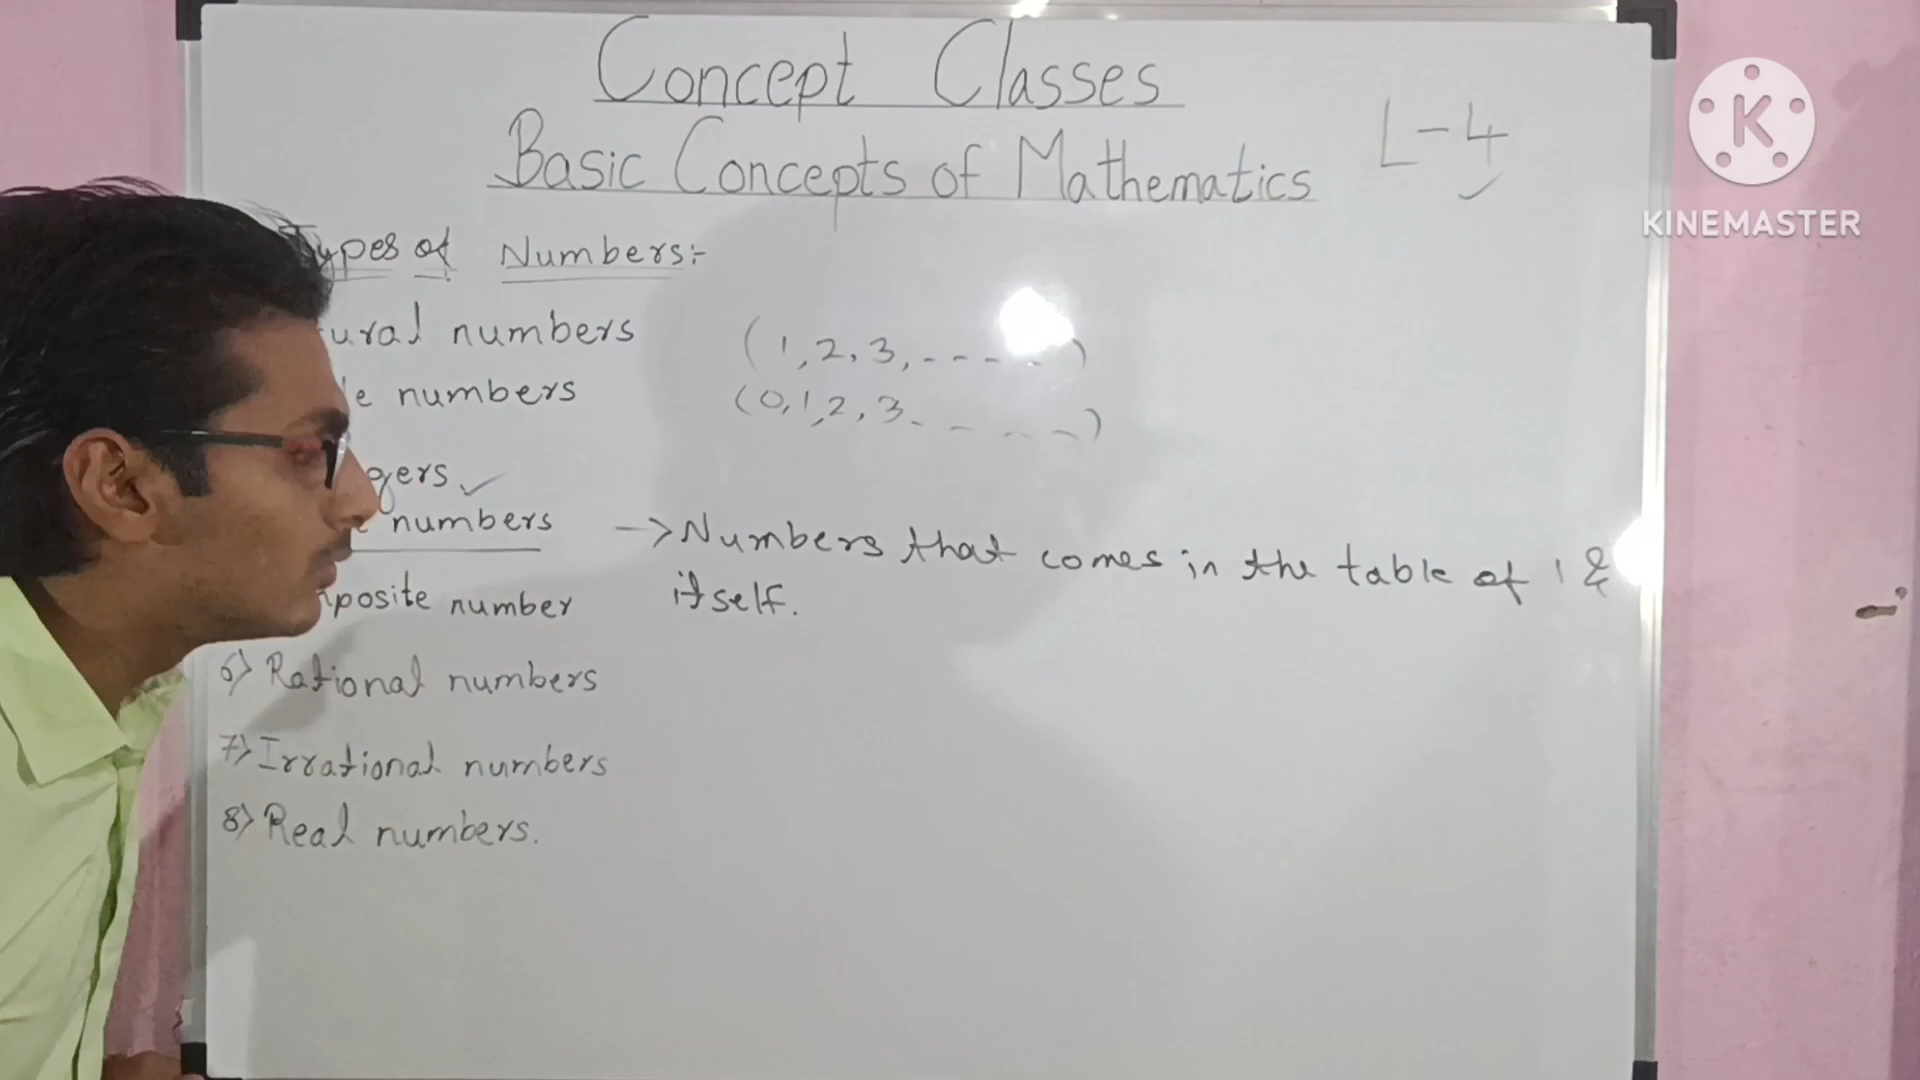 Concept Classes
Basic Concepts of Mathematics
L-4
K
KINEMASTER
Types of Numbers:-
ural numbers (1,2,3,-----)
e numbers (0,1,2,3-----)
gers
numbers → Numbers that comes in the table of 1 &
itself.
posite number
6) Rational numbers
7) Irrational numbers
8) Real numbers.